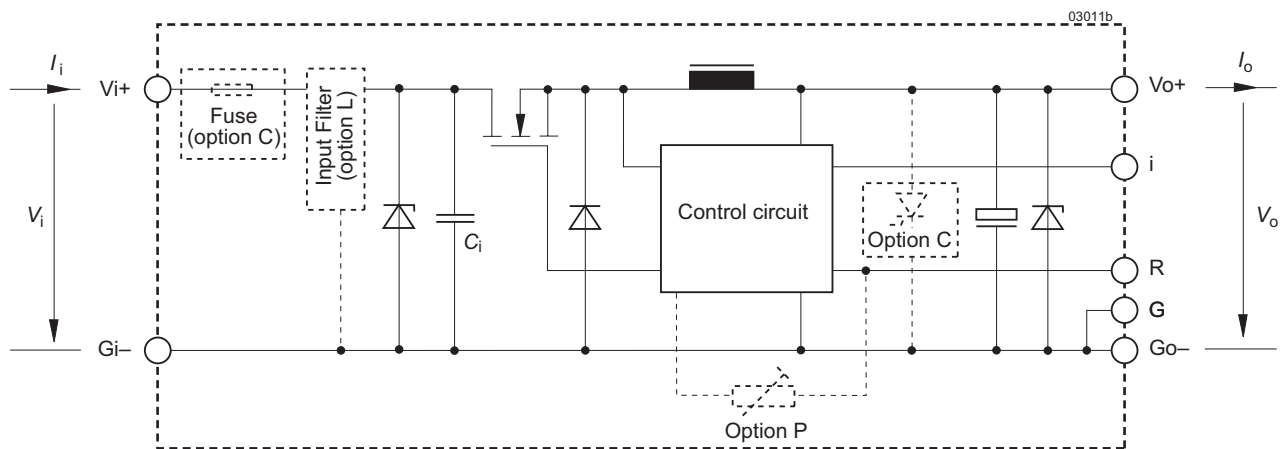 03011b
Ii
Io
Vi+
Vo+
Fuse
(option C)
Input Filter
(option L)
i
Control circuit
Vi
Ci
Option C
Vo
R
G
Gi–
Go–
Option P